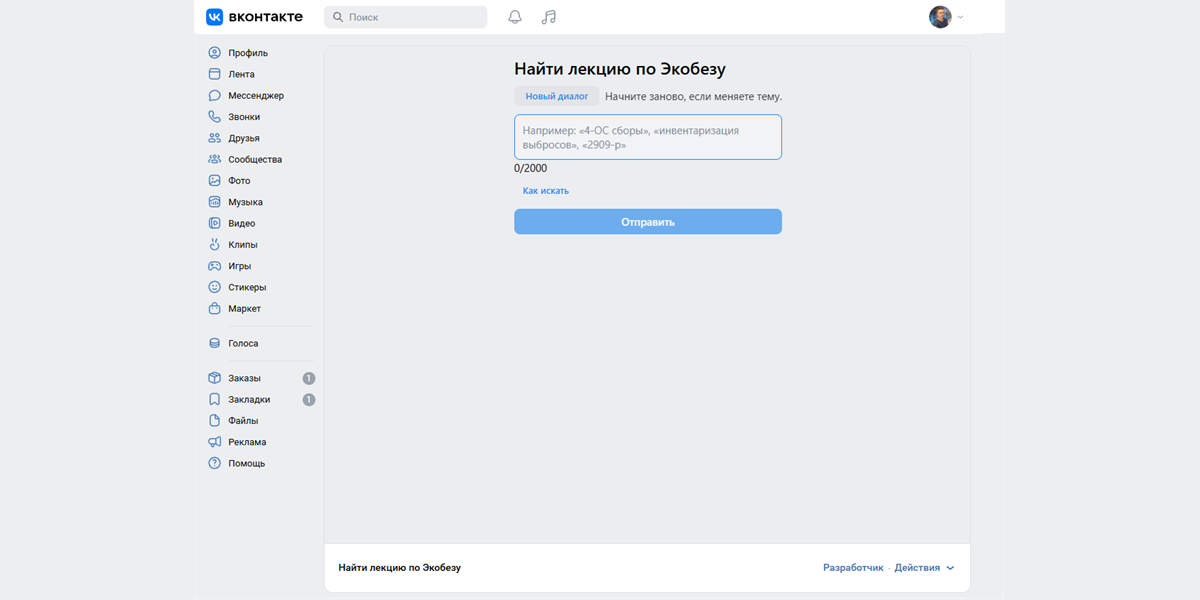 вконтакте
Поиск
Профиль
Лента
Мессенджер
Звонки
Друзья
Сообщества
Фото
Музыка
Видео
Клипы
Игры
Стикеры
Маркет
Голоса
Заказы 1
Закладки 1
Файлы
Реклама
Помощь
Найти лекцию по Экобезу
Новый диалог Начните заново, если меняете тему.
Например: «4-ОС сборы», «инвентаризация
выбросов», «2909-р»
0/2000
Как искать
Отправить
Найти лекцию по Экобезу
Разработчик · Действия